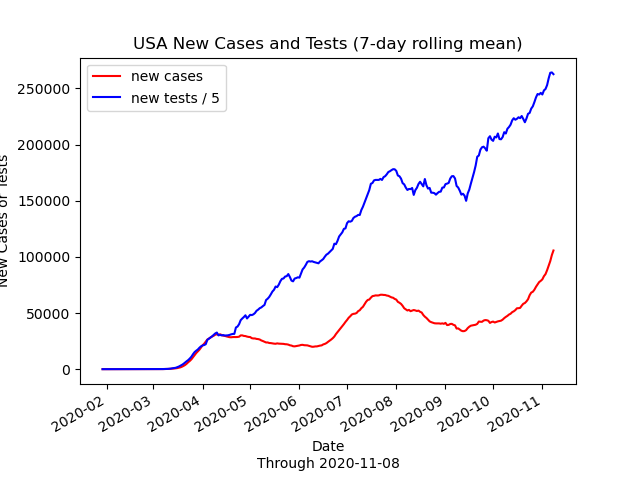 USA New Cases and Tests (7-day rolling mean)
new cases
new tests / 5
250000
200000
150000
100000
50000
0
New Cases or Tests
2020-02
2020-03
2020-04
2020-05
2020-06
2020-07
2020-08
2020-09
2020-10
2020-11
Date
Through 2020-11-08